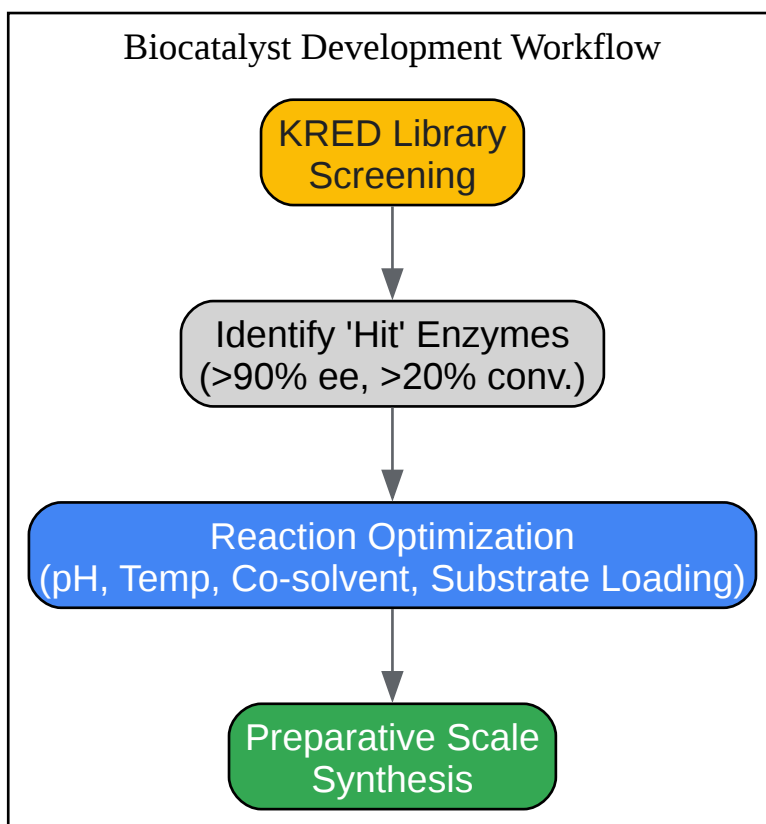 Biocatalyst Development Workflow
KRED Library
Screening
Identify 'Hit' Enzymes
(>90% ee, >20% conv.)
Reaction Optimization
(pH, Temp, Co-solvent, Substrate Loading)
Preparative Scale
Synthesis